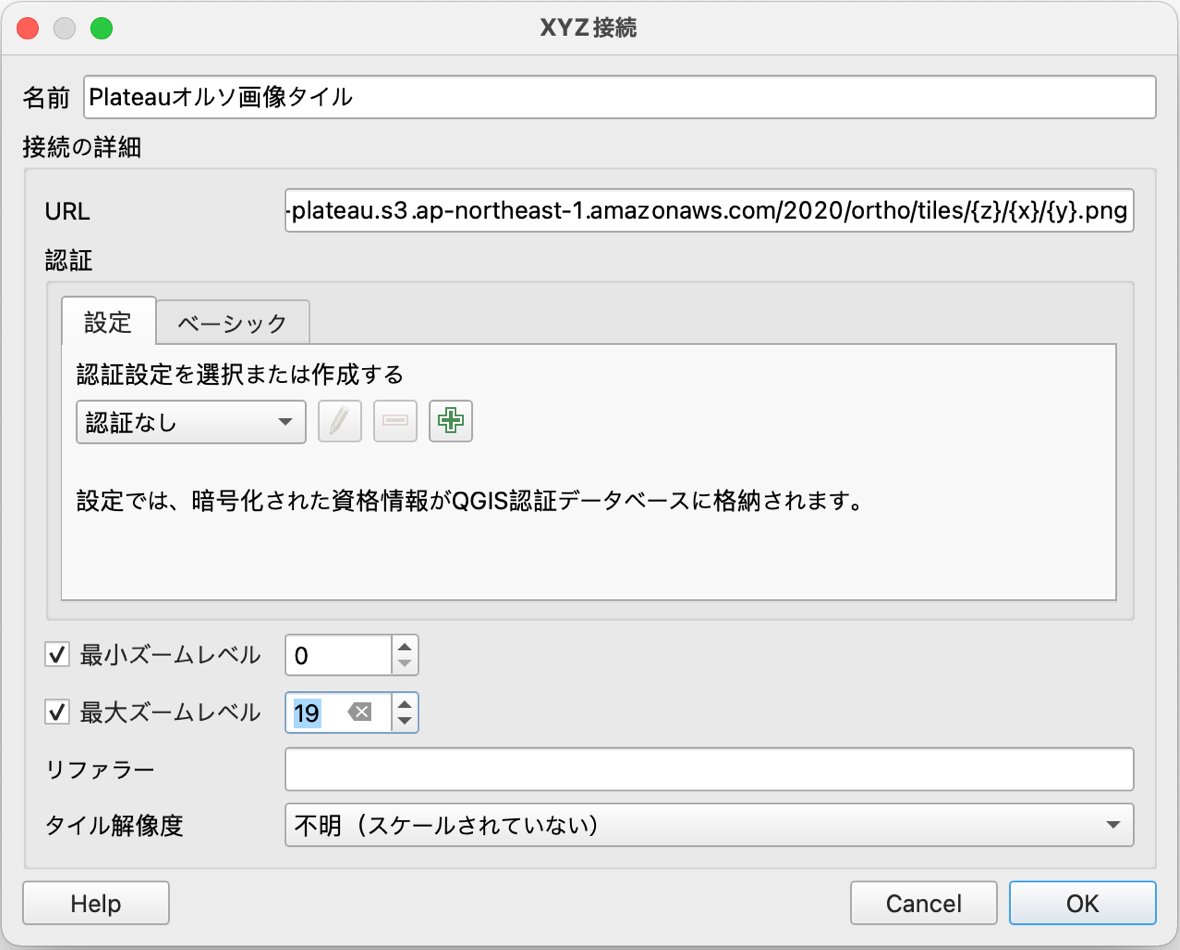 XYZ接続
名前 Plateauオルソ画像タイル
接続の詳細
URL -plateau.s3.ap-northeast-1.amazonaws.com/2020/ortho/tiles/{z}/{x}/{y}.png
認証
設定 ベーシック
認証設定を選択または作成する
認証なし
設定では、暗号化された資格情報がQGIS認証データベースに格納されます。
最小ズームレベル 0
最大ズームレベル 19
リファラー
タイル解像度 不明（スケールされていない）
Help Cancel OK